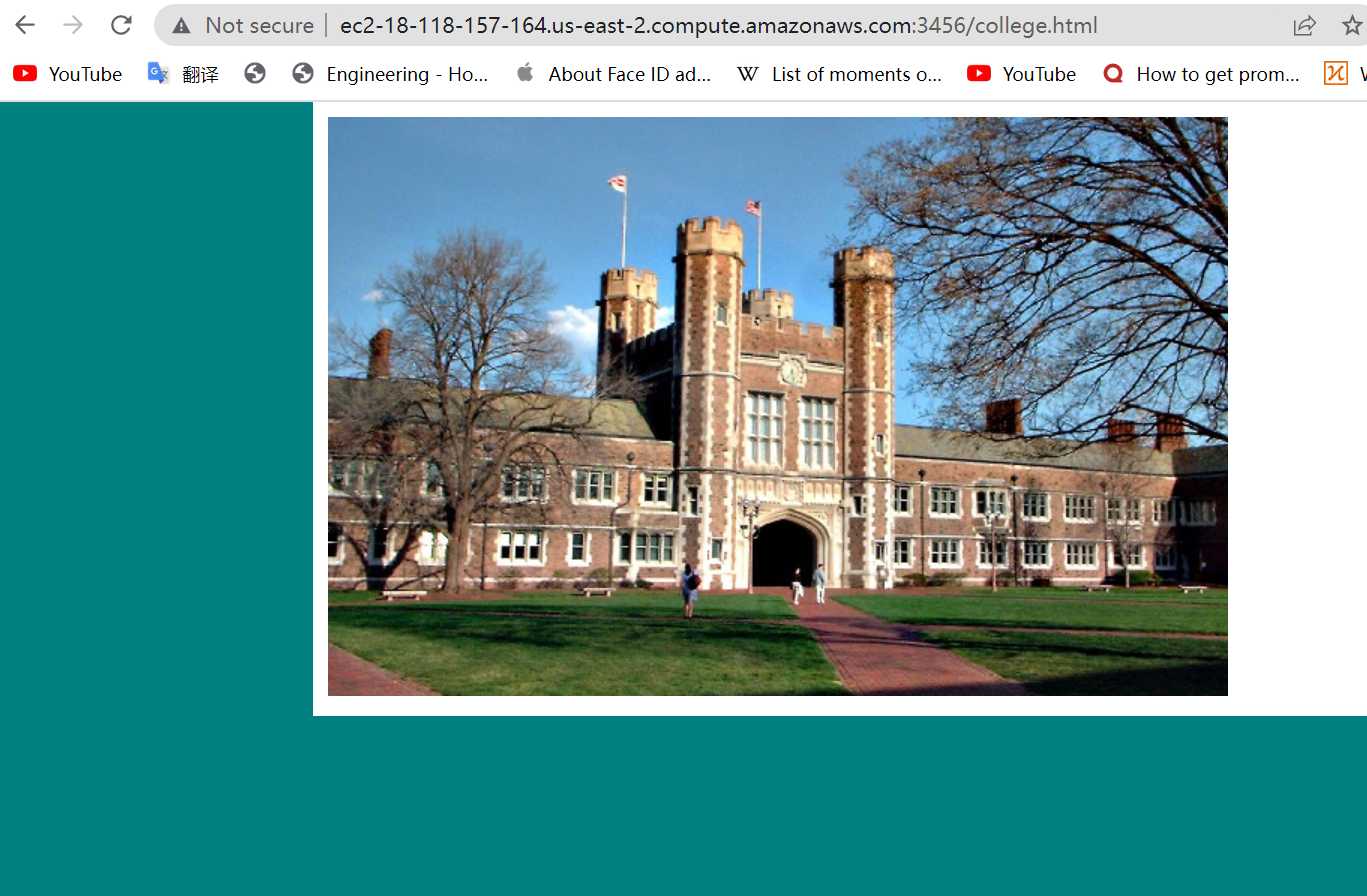 Not secure ec2-18-118-157-164.us-east-2.compute.amazonaws.com:3456/college.html
YouTube 翻译 Engineering - Ho... About Face ID ad... W List of moments o... YouTube How to get prom...